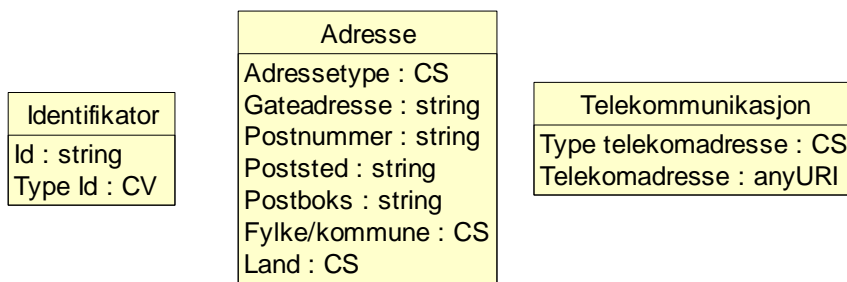 Identifikator
Id : string
Type Id : CV
Adresse
Adressetype : CS
Gateadresse : string
Postnummer : string
Poststed : string
Postboks : string
Fylke/kommune : CS
Land : CS
Telekommunikasjon
Type telekomadresse : CS
Telekomadresse : anyURI